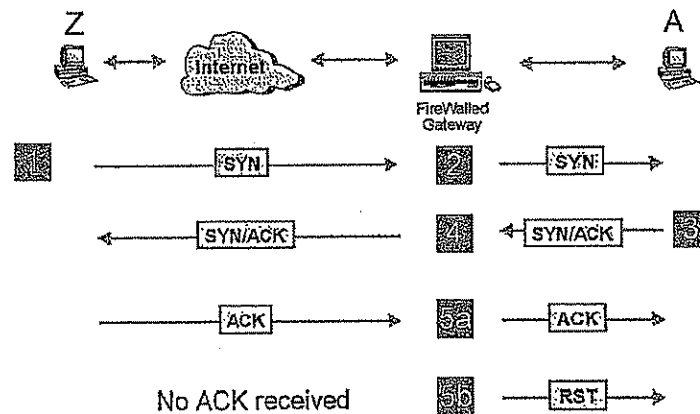 Z
A
Internet
FireWalled
Gateway
1
SYN
2
SYN
SYN/ACK
4
SYN/ACK
3
ACK
5a
ACK
No ACK received
5b
RST